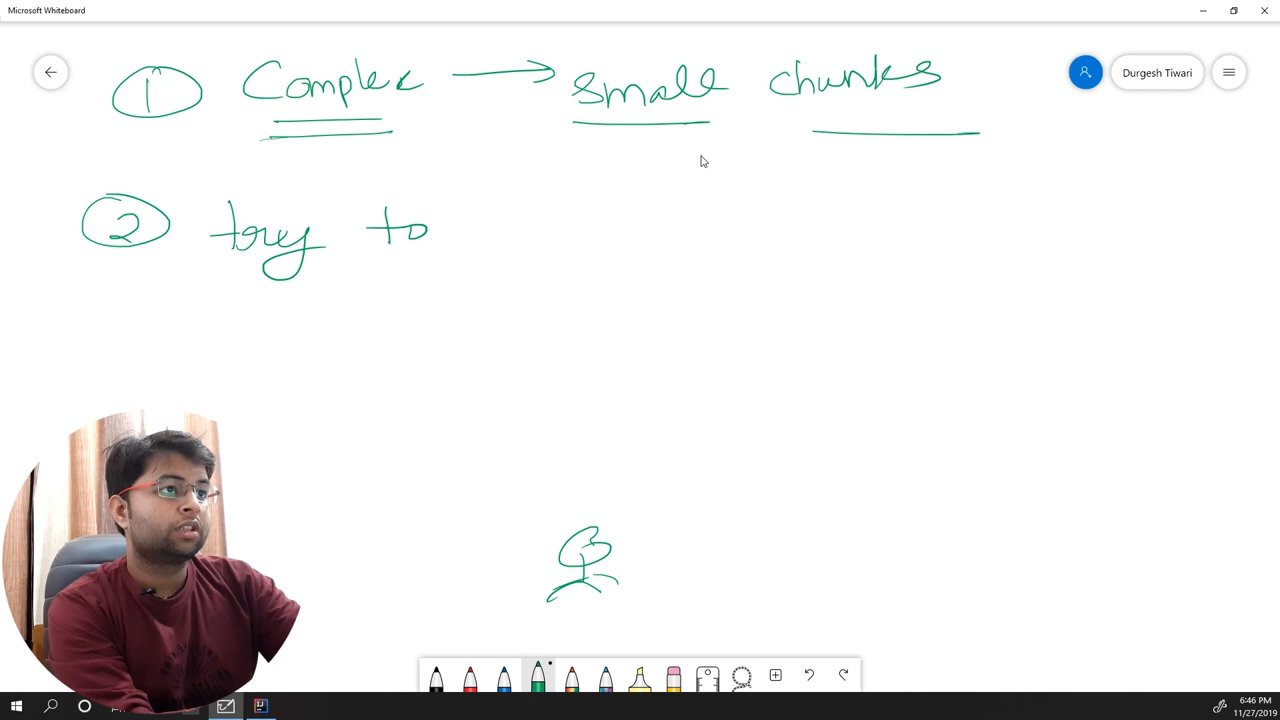 Microsoft Whiteboard
Durgesh Tiwari
① Complex → small chunks
② try to
6:46 PM
11/27/2019